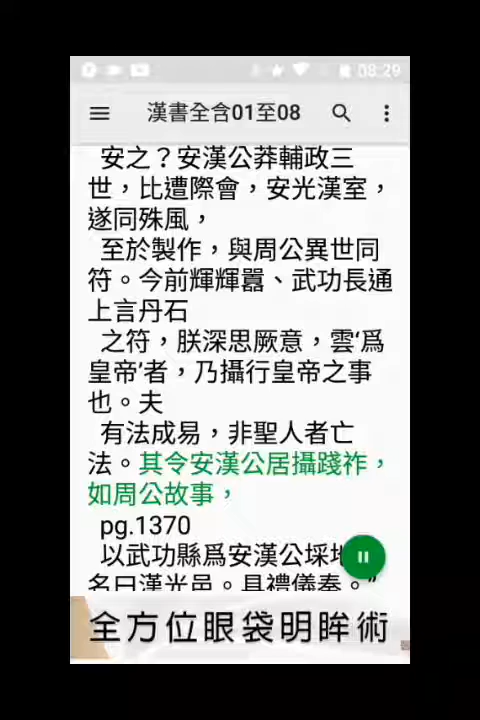 08:29
漢書全含01至08
安之？安漢公莽輔政三
世，比遭際會，安光漢室，
遂同殊風，
至於製作，與周公異世同
符。今前輝輝囂、武功長通
上言丹石
之符，朕深思厥意，雲‘爲
皇帝’者，乃攝行皇帝之事
也。夫
有法成易，非聖人者亡
法。其令安漢公居攝踐祚，
如周公故事，
pg.1370
以武功縣爲安漢公埰地
名曰漢光邑。具禮儀奏。”
全方位眼袋明眸術